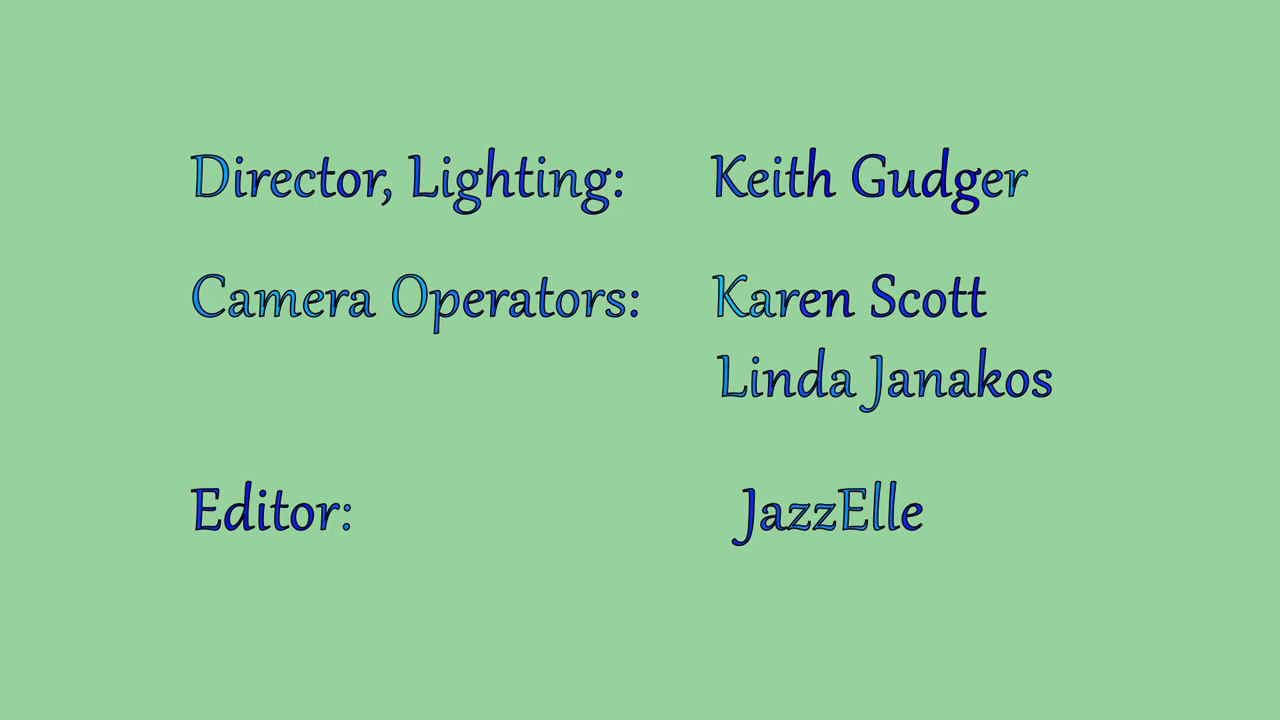 Director, Lighting: Keith Gudger
Camera Operators: Karen Scott
Linda Janakos
Editor: JazzElle